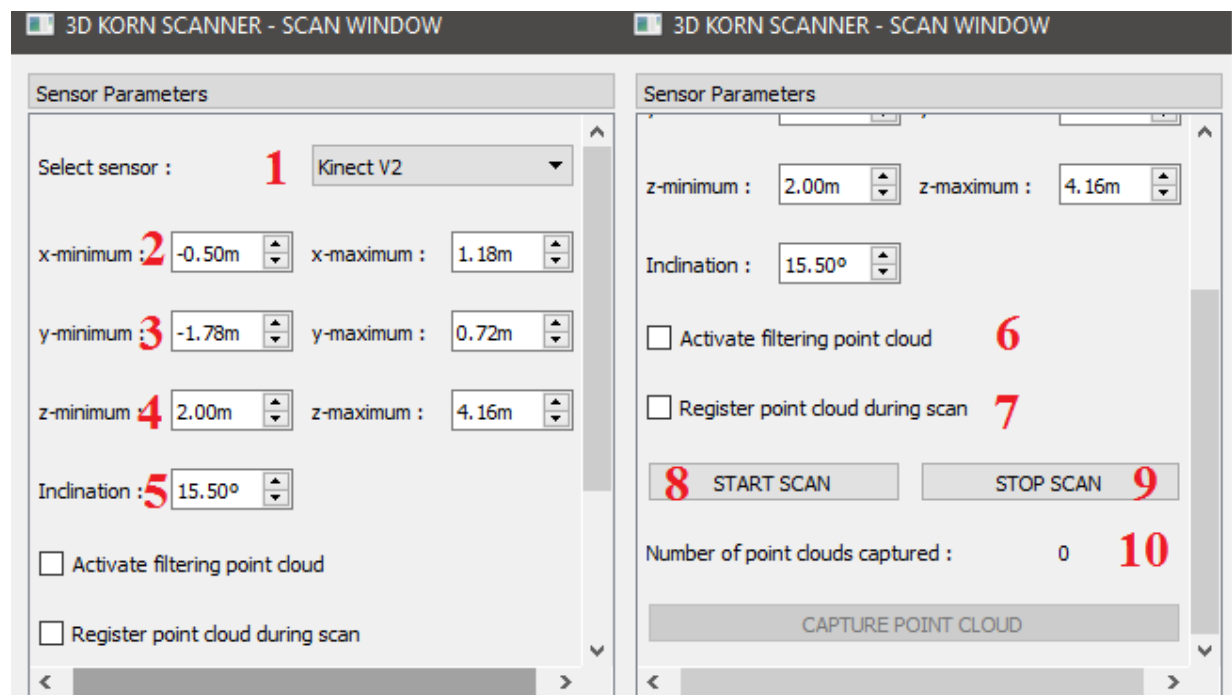 3D KORN SCANNER - SCAN WINDOW
Sensor Parameters
Select sensor : 1 Kinect V2
x-minimum : 2 -0.50m x-maximum : 1.18m
y-minimum : 3 -1.78m y-maximum : 0.72m
z-minimum : 4 2.00m z-maximum : 4.16m
Inclination : 5 15.50º
Activate filtering point cloud
Register point cloud during scan
3D KORN SCANNER - SCAN WINDOW
Sensor Parameters
z-minimum : 2.00m z-maximum : 4.16m
Inclination : 15.50º
Activate filtering point cloud 6
Register point cloud during scan 7
8 START SCAN STOP SCAN 9
Number of point clouds captured : 0 10
CAPTURE POINT CLOUD